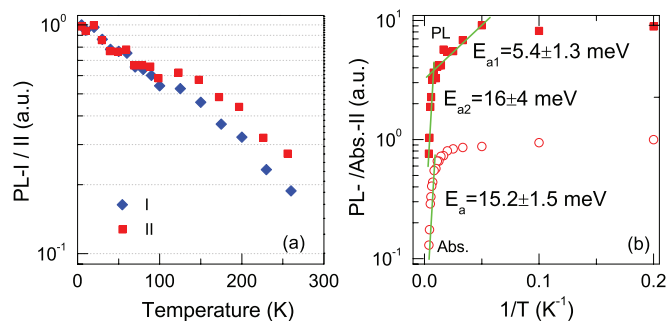 10⁰
10⁻¹
PL-I / II (a.u.)
I
II
(a)
0
100
200
300
Temperature (K)
10¹
10⁰
10⁻¹
PL- /Abs.-II (a.u.)
PL
Eₐ₁=5.4±1.3 meV
Eₐ₂=16±4 meV
Eₐ=15.2±1.5 meV
Abs.
(b)
0.0
0.1
0.2
1/T (K⁻¹)